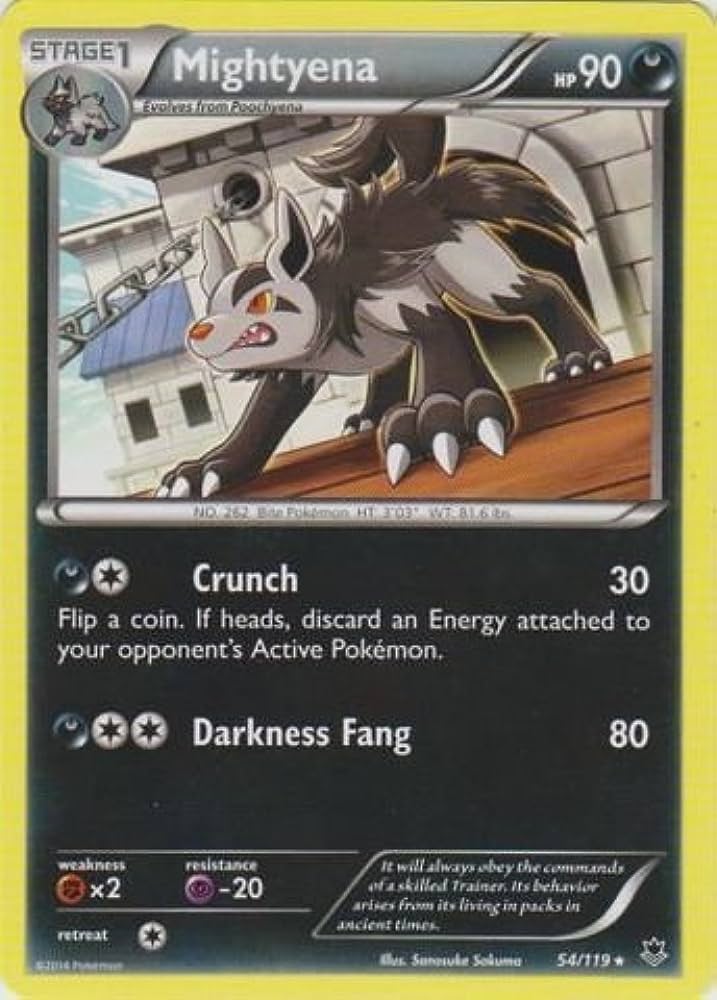 STAGE1
Mightyena
HP 90
Evolves from Poochyena
NO. 262 Bite Pokémon HT: 3'03" WT: 81.6 lbs.
Crunch 30
Flip a coin. If heads, discard an Energy attached to
your opponent's Active Pokémon.
Darkness Fang 80
weakness
×2
resistance
-20
retreat
It will always obey the commands
of a skilled Trainer. Its behavior
arises from its living in packs in
ancient times.
©2014 Pokémon
Illus. Sanosuke Sakuma
54/119 ★